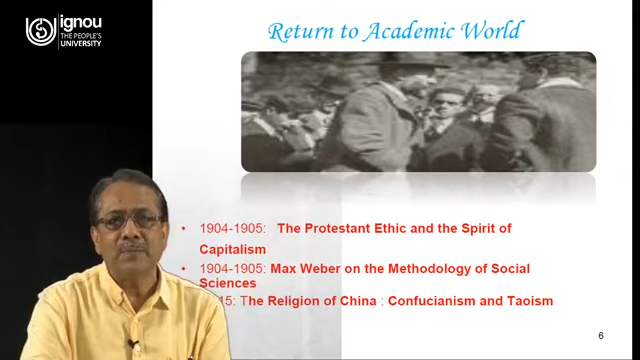 ignou
THE PEOPLE'S
UNIVERSITY
Return to Academic World
• 1904-1905: The Protestant Ethic and the Spirit of
Capitalism
• 1904-1905: Max Weber on the Methodology of Social
Sciences
15: The Religion of China : Confucianism and Taoism
6